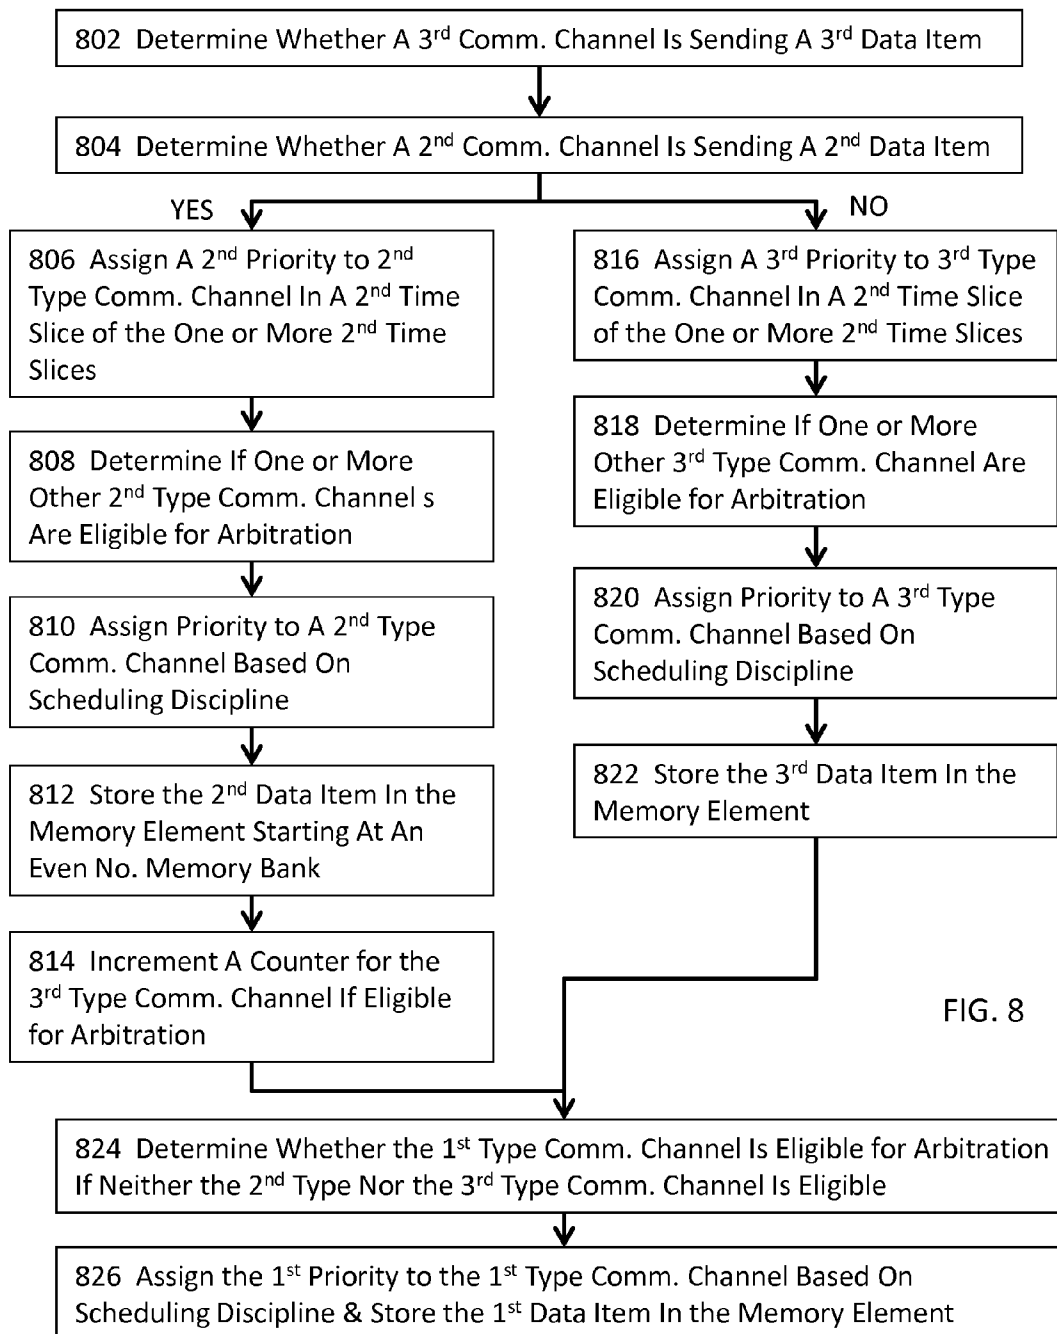 802 Determine Whether A 3rd Comm. Channel Is Sending A 3rd Data Item
804 Determine Whether A 2nd Comm. Channel Is Sending A 2nd Data Item
YES
NO
806 Assign A 2nd Priority to 2nd
Type Comm. Channel In A 2nd Time
Slice of the One or More 2nd Time
Slices
808 Determine If One or More
Other 2nd Type Comm. Channel s
Are Eligible for Arbitration
810 Assign Priority to A 2nd Type
Comm. Channel Based On
Scheduling Discipline
812 Store the 2nd Data Item In the
Memory Element Starting At An
Even No. Memory Bank
814 Increment A Counter for the
3rd Type Comm. Channel If Eligible
for Arbitration
816 Assign A 3rd Priority to 3rd Type
Comm. Channel In A 2nd Time Slice
of the One or More 2nd Time Slices
818 Determine If One or More
Other 3rd Type Comm. Channel Are
Eligible for Arbitration
820 Assign Priority to A 3rd Type
Comm. Channel Based On
Scheduling Discipline
822 Store the 3rd Data Item In the
Memory Element
FIG. 8
824 Determine Whether the 1st Type Comm. Channel Is Eligible for Arbitration
If Neither the 2nd Type Nor the 3rd Type Comm. Channel Is Eligible
826 Assign the 1st Priority to the 1st Type Comm. Channel Based On
Scheduling Discipline & Store the 1st Data Item In the Memory Element